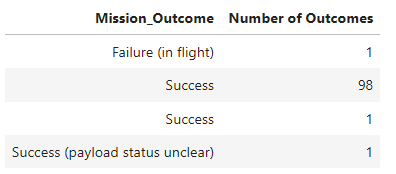 Mission_Outcome Number of Outcomes
Failure (in flight) 1
Success 98
Success 1
Success (payload status unclear) 1